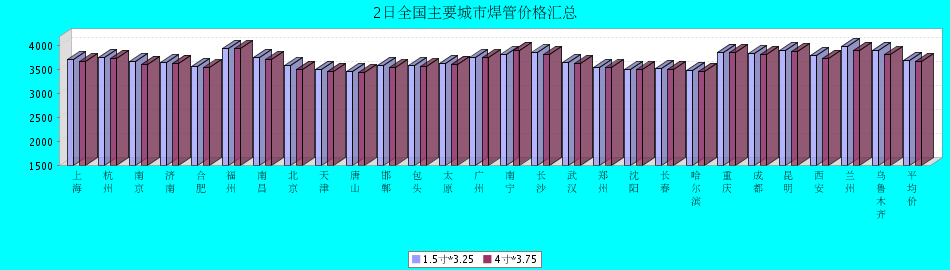 2日全国主要城市焊管价格汇总
4000
3500
3000
2500
2000
1500
上海 杭州 南京 济南 合肥 福州 南昌 北京 天津 唐山 邯郸 包头 太原 广州 南宁 长沙 武汉 郑州 沈阳 长春 哈尔滨 重庆 成都 昆明 西安 兰州 乌鲁木齐 平均价
1.5寸*3.25 4寸*3.75